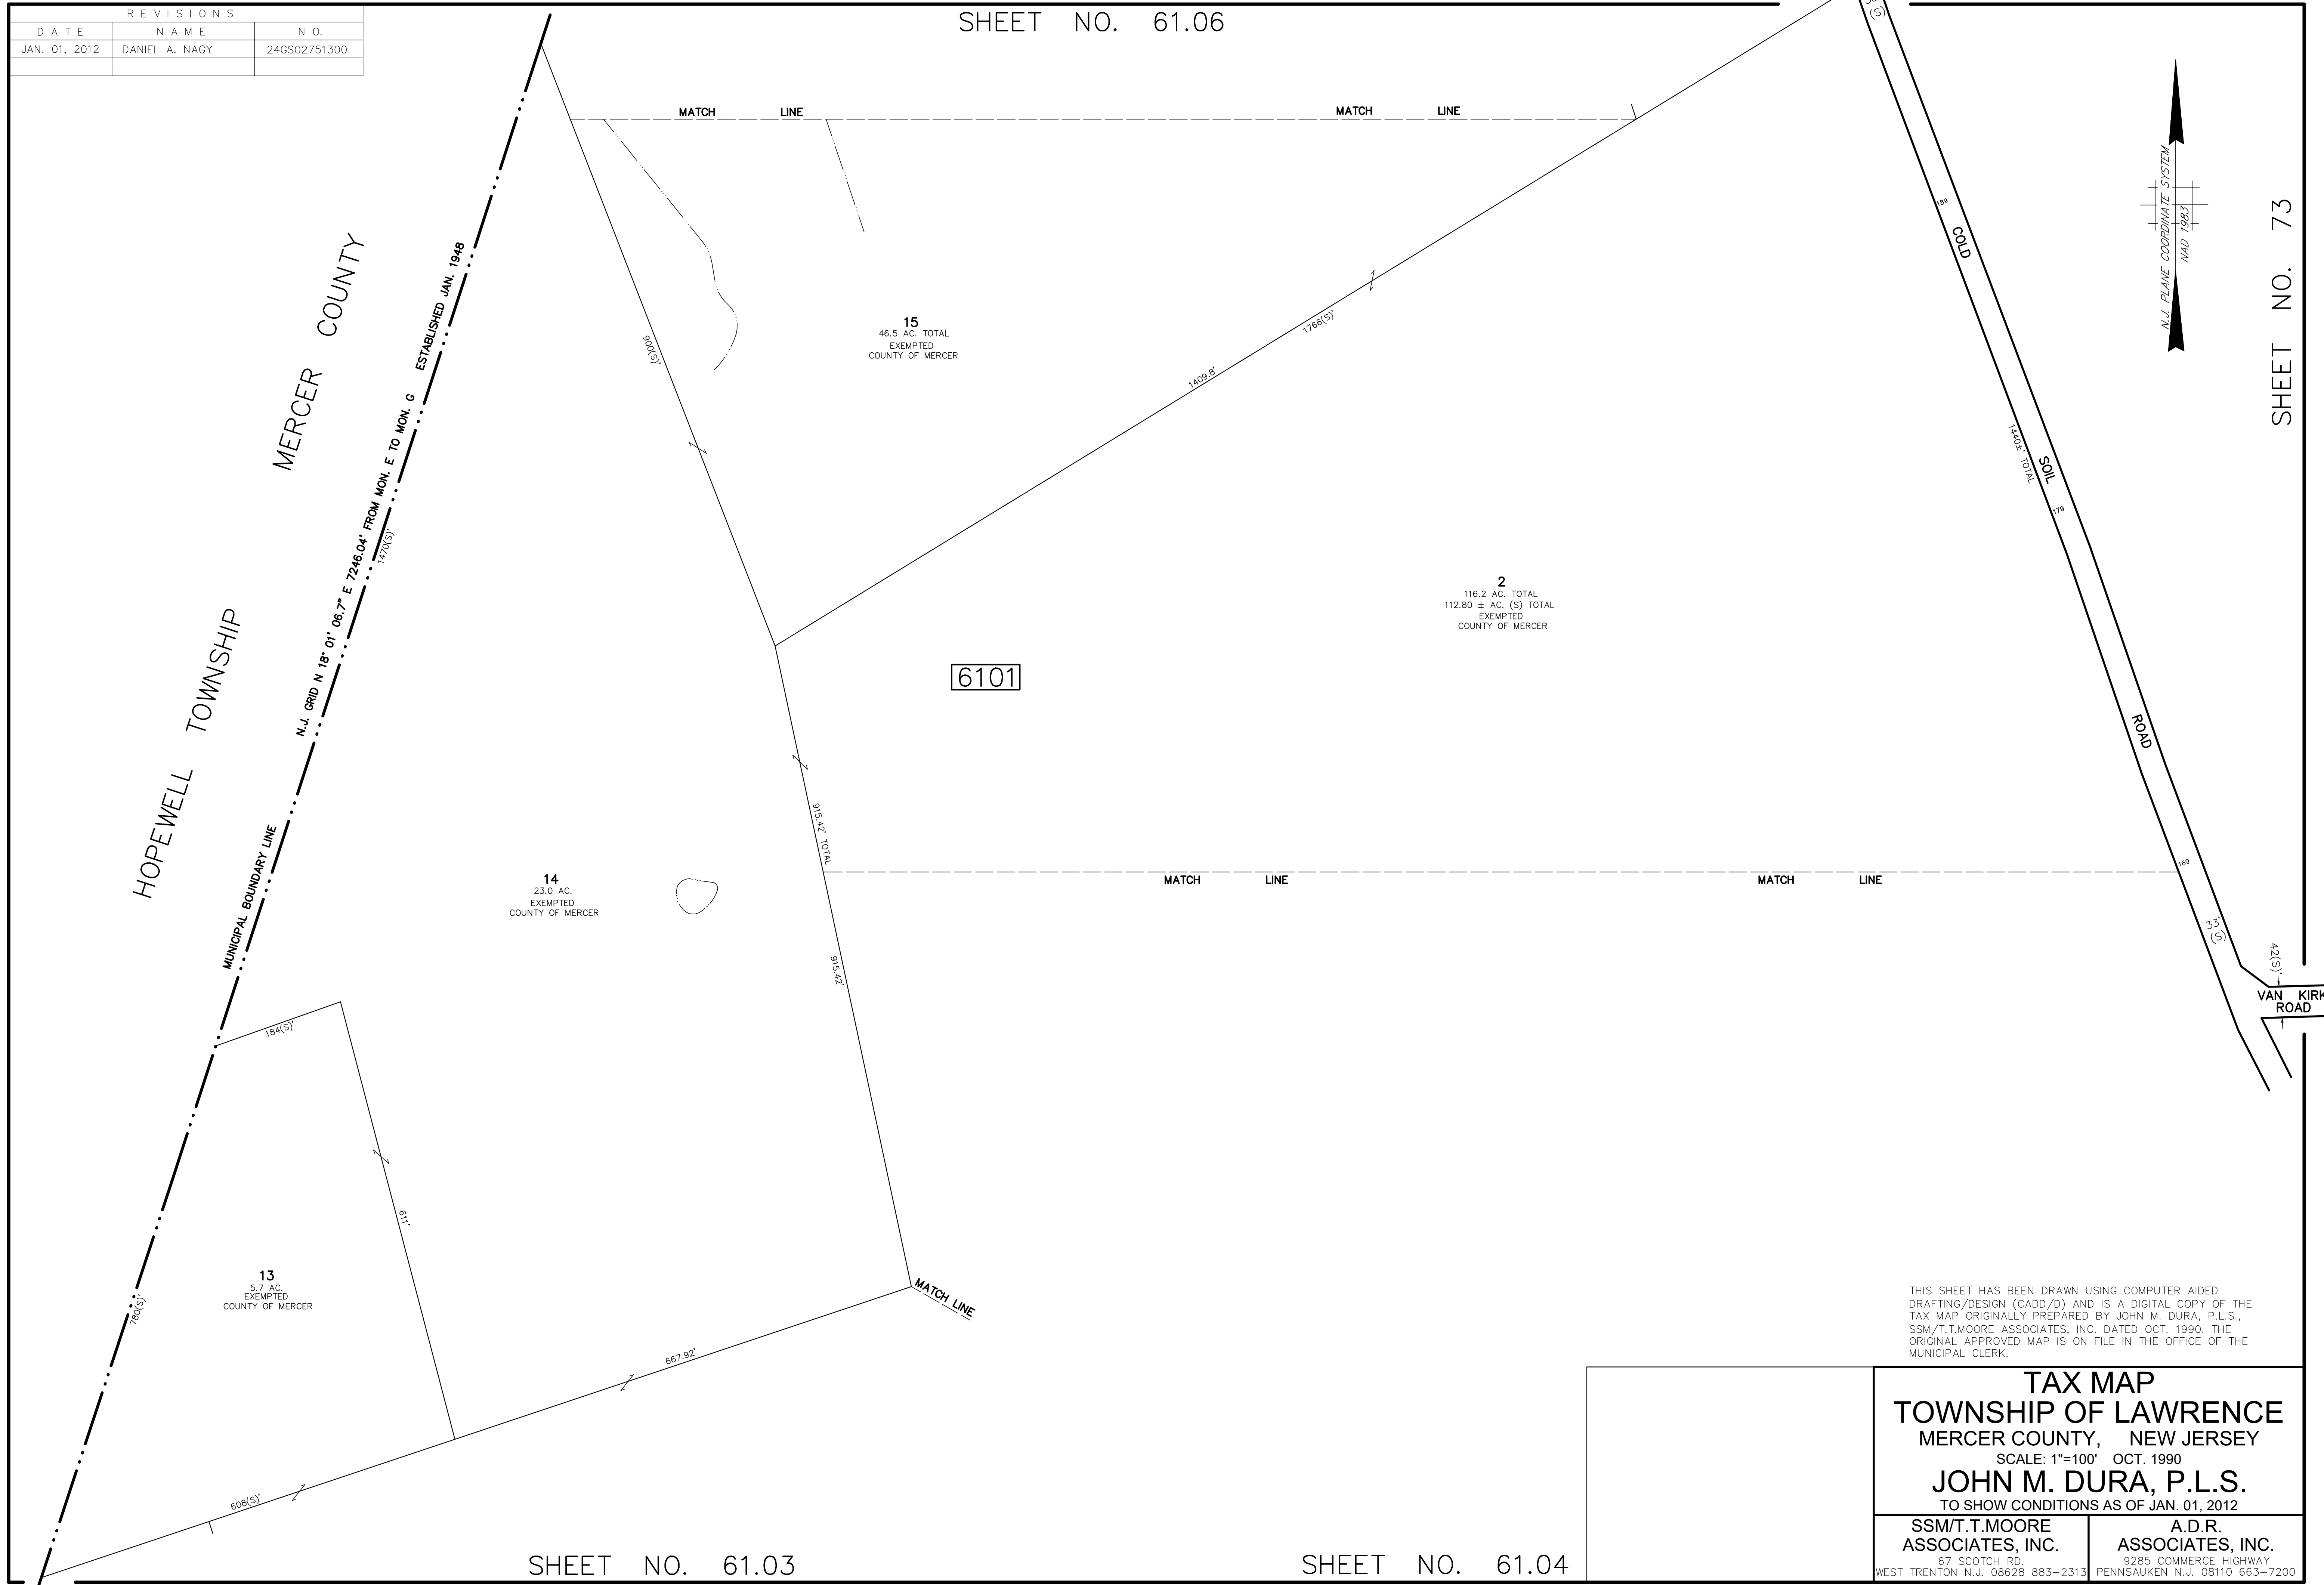 REVISIONS
DATE NAME NO.
JAN. 01, 2012 DANIEL A. NAGY 24GS02751300
SHEET NO. 61.06
(S)
MATCH LINE
MATCH LINE
N.J. PLANE COORDINATE SYSTEM
NAD 1983
SHEET NO. 73
HOPEWELL TOWNSHIP MERCER COUNTY
MUNICIPAL BOUNDARY LINE N.J. GRID N 18° 01' 06.7" E 7246.04' FROM MON. E TO MON. G ESTABLISHED JAN. 1948
1470(S)'
900(S)'
15
46.5 AC. TOTAL
EXEMPTED
COUNTY OF MERCER
1766(S)'
1409.8'
189
COLD SOIL ROAD
1440±' TOTAL
179
2
116.2 AC. TOTAL
112.80 ± AC. (S) TOTAL
EXEMPTED
COUNTY OF MERCER
6101
915.42' TOTAL
169
MATCH LINE
MATCH LINE
14
23.0 AC.
EXEMPTED
COUNTY OF MERCER
915.42'
33'
(S)
42(S)'
VAN KIRK
ROAD
184(S)'
611'
13
5.7 AC.
EXEMPTED
COUNTY OF MERCER
780(S)'
MATCH LINE
667.92'
608(S)'
SHEET NO. 61.03
SHEET NO. 61.04
THIS SHEET HAS BEEN DRAWN USING COMPUTER AIDED
DRAFTING/DESIGN (CADD/D) AND IS A DIGITAL COPY OF THE
TAX MAP ORIGINALLY PREPARED BY JOHN M. DURA, P.L.S.,
SSM/T.T.MOORE ASSOCIATES, INC. DATED OCT. 1990. THE
ORIGINAL APPROVED MAP IS ON FILE IN THE OFFICE OF THE
MUNICIPAL CLERK.
TAX MAP
TOWNSHIP OF LAWRENCE
MERCER COUNTY, NEW JERSEY
SCALE: 1"=100' OCT. 1990
JOHN M. DURA, P.L.S.
TO SHOW CONDITIONS AS OF JAN. 01, 2012
SSM/T.T.MOORE
ASSOCIATES, INC.
67 SCOTCH RD.
WEST TRENTON N.J. 08628 883-2313
A.D.R.
ASSOCIATES, INC.
9285 COMMERCE HIGHWAY
PENNSAUKEN N.J. 08110 663-7200